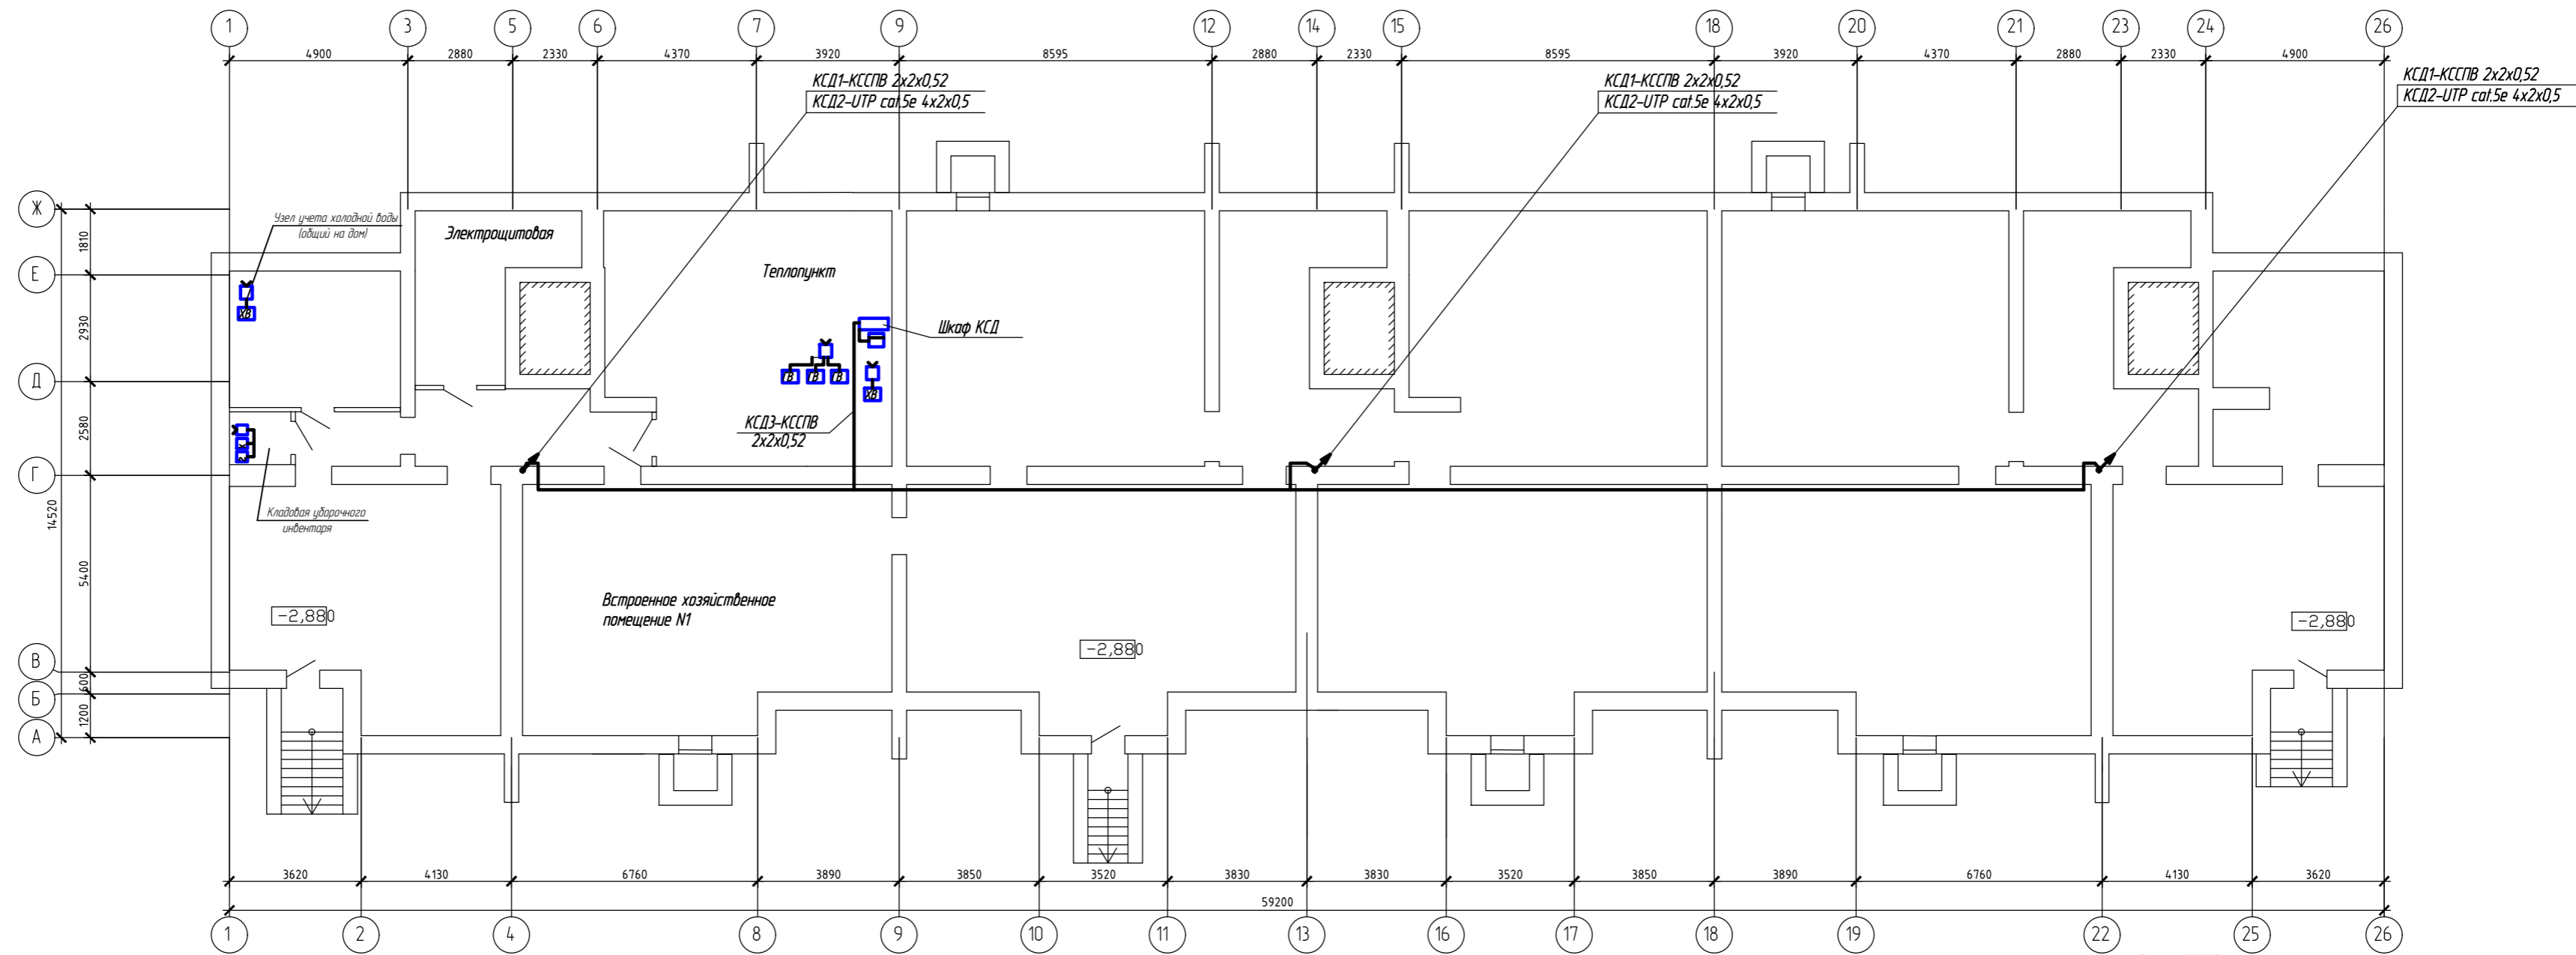 1 3 5 6 7 9 12 14 15 18 20 21 23 24 26
4900 2880 2330 4370 3920 8595 2880 2330 8595 3920 4370 2880 2330 4900
КСД1-КССПВ 2х2х0,52
КСД2-UTP cat.5e 4х2х0,5
КСД1-КССПВ 2х2х0,52
КСД2-UTP cat.5e 4х2х0,5
КСД1-КССПВ 2х2х0,52
КСД2-UTP cat.5e 4х2х0,5
Ж
Е
Д
Г
В
Б
А
1810
2930
2580
5400
600
1200
14520
Узел учета холодной воды
(общий на дом)
Электрощитовая
Теплопункт
ХВ
Шкаф КСД
В В В
ХВ
КСД3-КССПВ
2х2х0,52
Кладовая уборочного
инвентаря
Встроенное хозяйственное
помещение N1
-2,880
-2,880
-2,880
3620 4130 6760 3890 3850 3520 3830 3830 3520 3850 3890 6760 4130 3620
59200
1 2 4 8 9 10 11 13 16 17 18 19 22 25 26